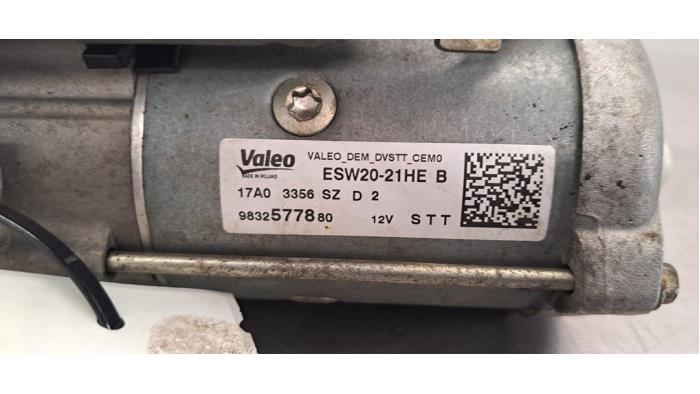 Valeo
MADE IN POLAND
VALEO_DEM_DVSTT_CEM0
ESW20-21HE B
17A0 3356 SZ D 2
9832577880 12V STT